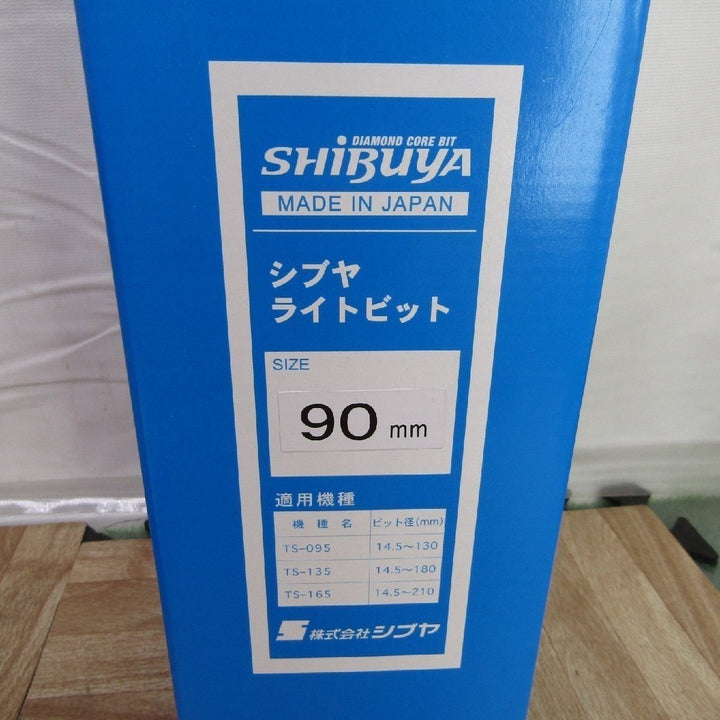 DIAMOND CORE BIT
SHiBUYA
MADE IN JAPAN
シブヤ
ライトビット
SIZE
90 mm
適用機種
機種名 ビット径(mm)
TS-095 14.5～130
TS-135 14.5～180
TS-165 14.5～210
株式会社シブヤ